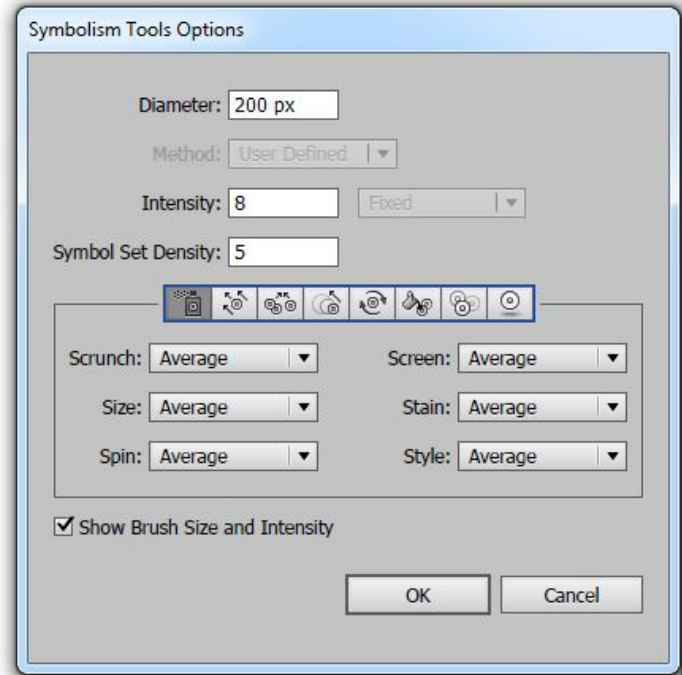 Symbolism Tools Options
Diameter: 200 px
Method: User Defined
Intensity: 8 Fixed
Symbol Set Density: 5
Scrunch: Average Screen: Average
Size: Average Stain: Average
Spin: Average Style: Average
Show Brush Size and Intensity
OK Cancel